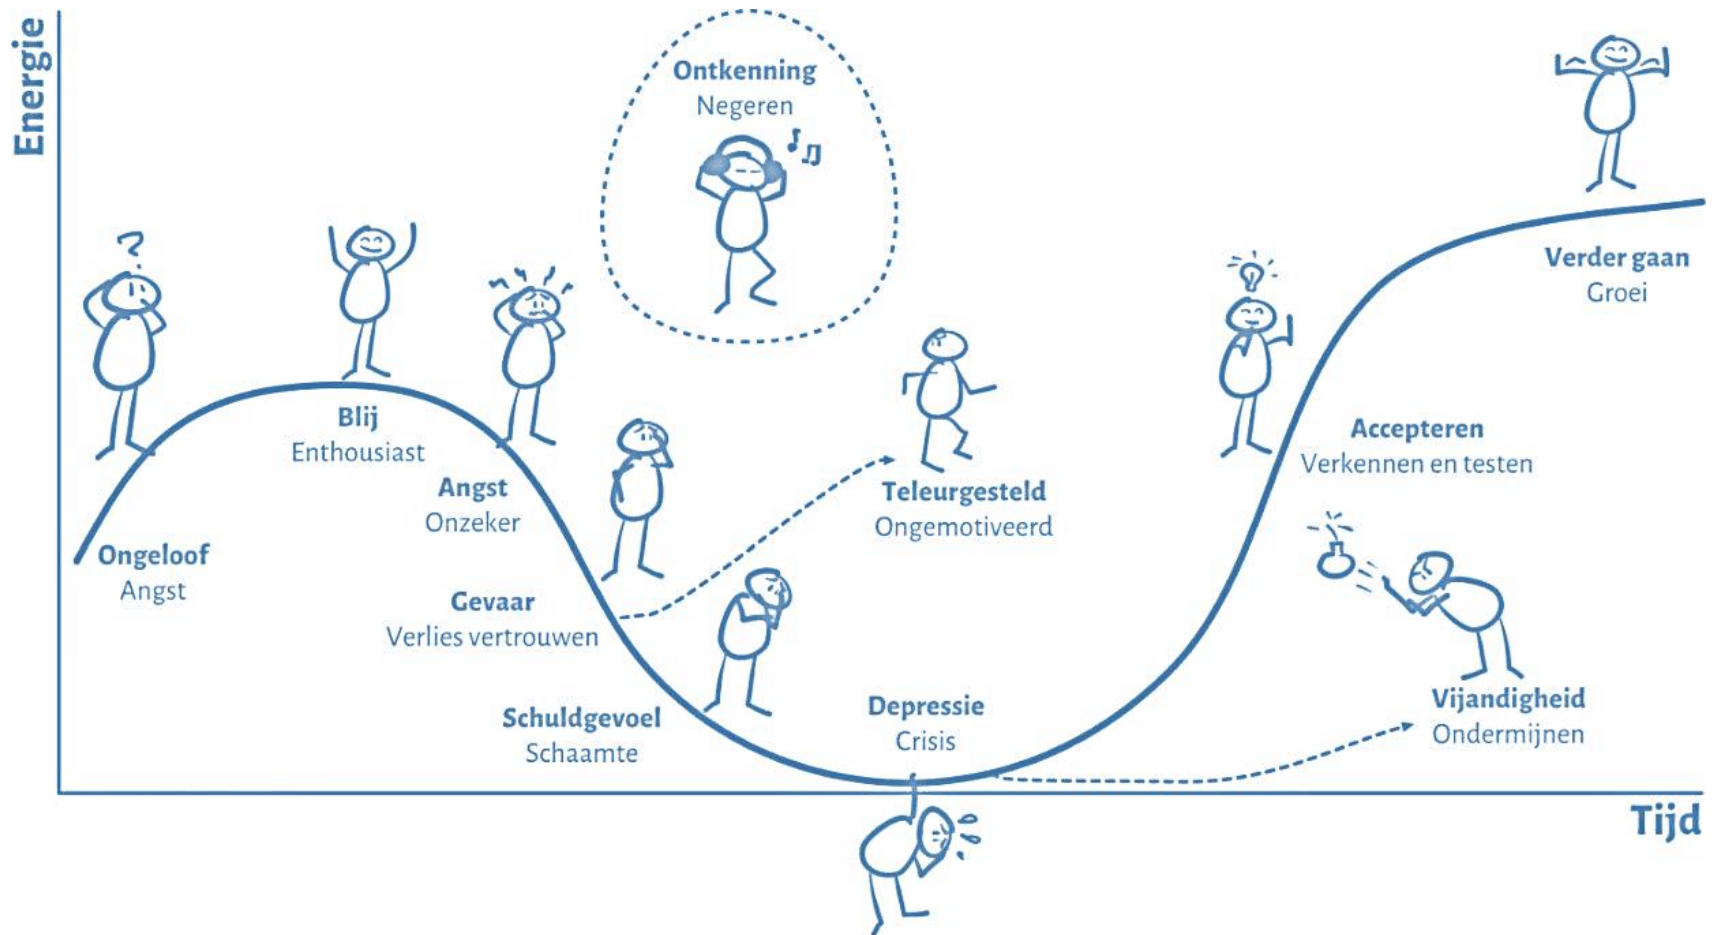 Energie
Ontkenning
Negeren
?
Blij
Enthousiast
Angst
Onzeker
Ongeloof
Angst
Gevaar
Verlies vertrouwen
Schuldgevoel
Schaamte
Teleurgesteld
Ongemotiveerd
Depressie
Crisis
Verder gaan
Groei
Accepteren
Verkennen en testen
Vijandigheid
Ondermijnen
Tijd